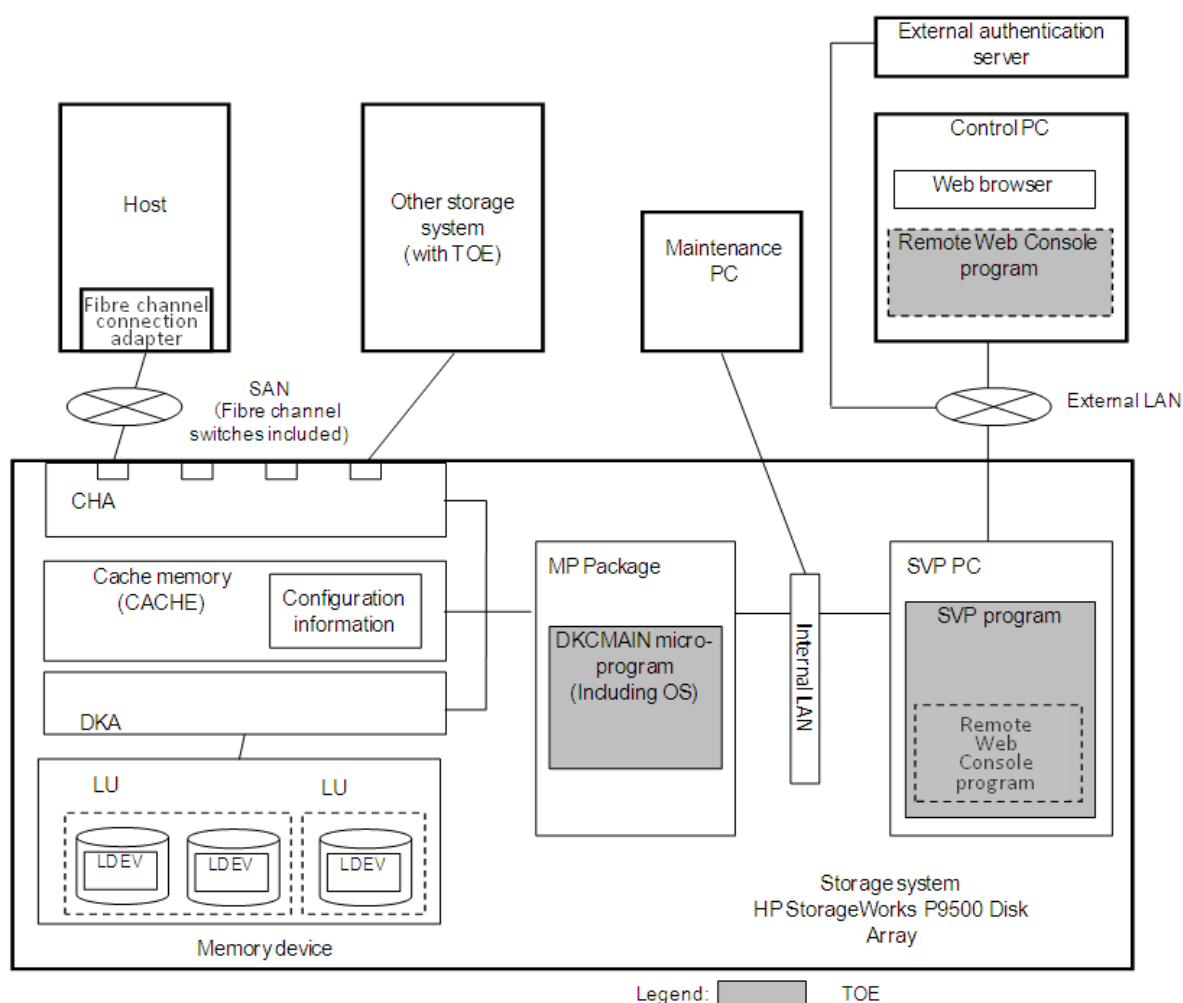 External authentication
server
Control PC
Web browser
Remote Web Console
program
Host
Fibre channel
connection
adapter
Other storage
system
(with TOE)
Maintenance
PC
SAN
(Fibre channel
switches included)
External LAN
CHA
Cache memory
(CACHE)
Configuration
information
DKA
LU
LU
LDEV
LDEV
LDEV
Memory device
MP Package
DKCMAIN micro-
program
(Including OS)
Internal LAN
SVP PC
SVP program
Remote
Web
Console
program
Storage system
HP StorageWorks P9500 Disk
Array
Legend:
TOE